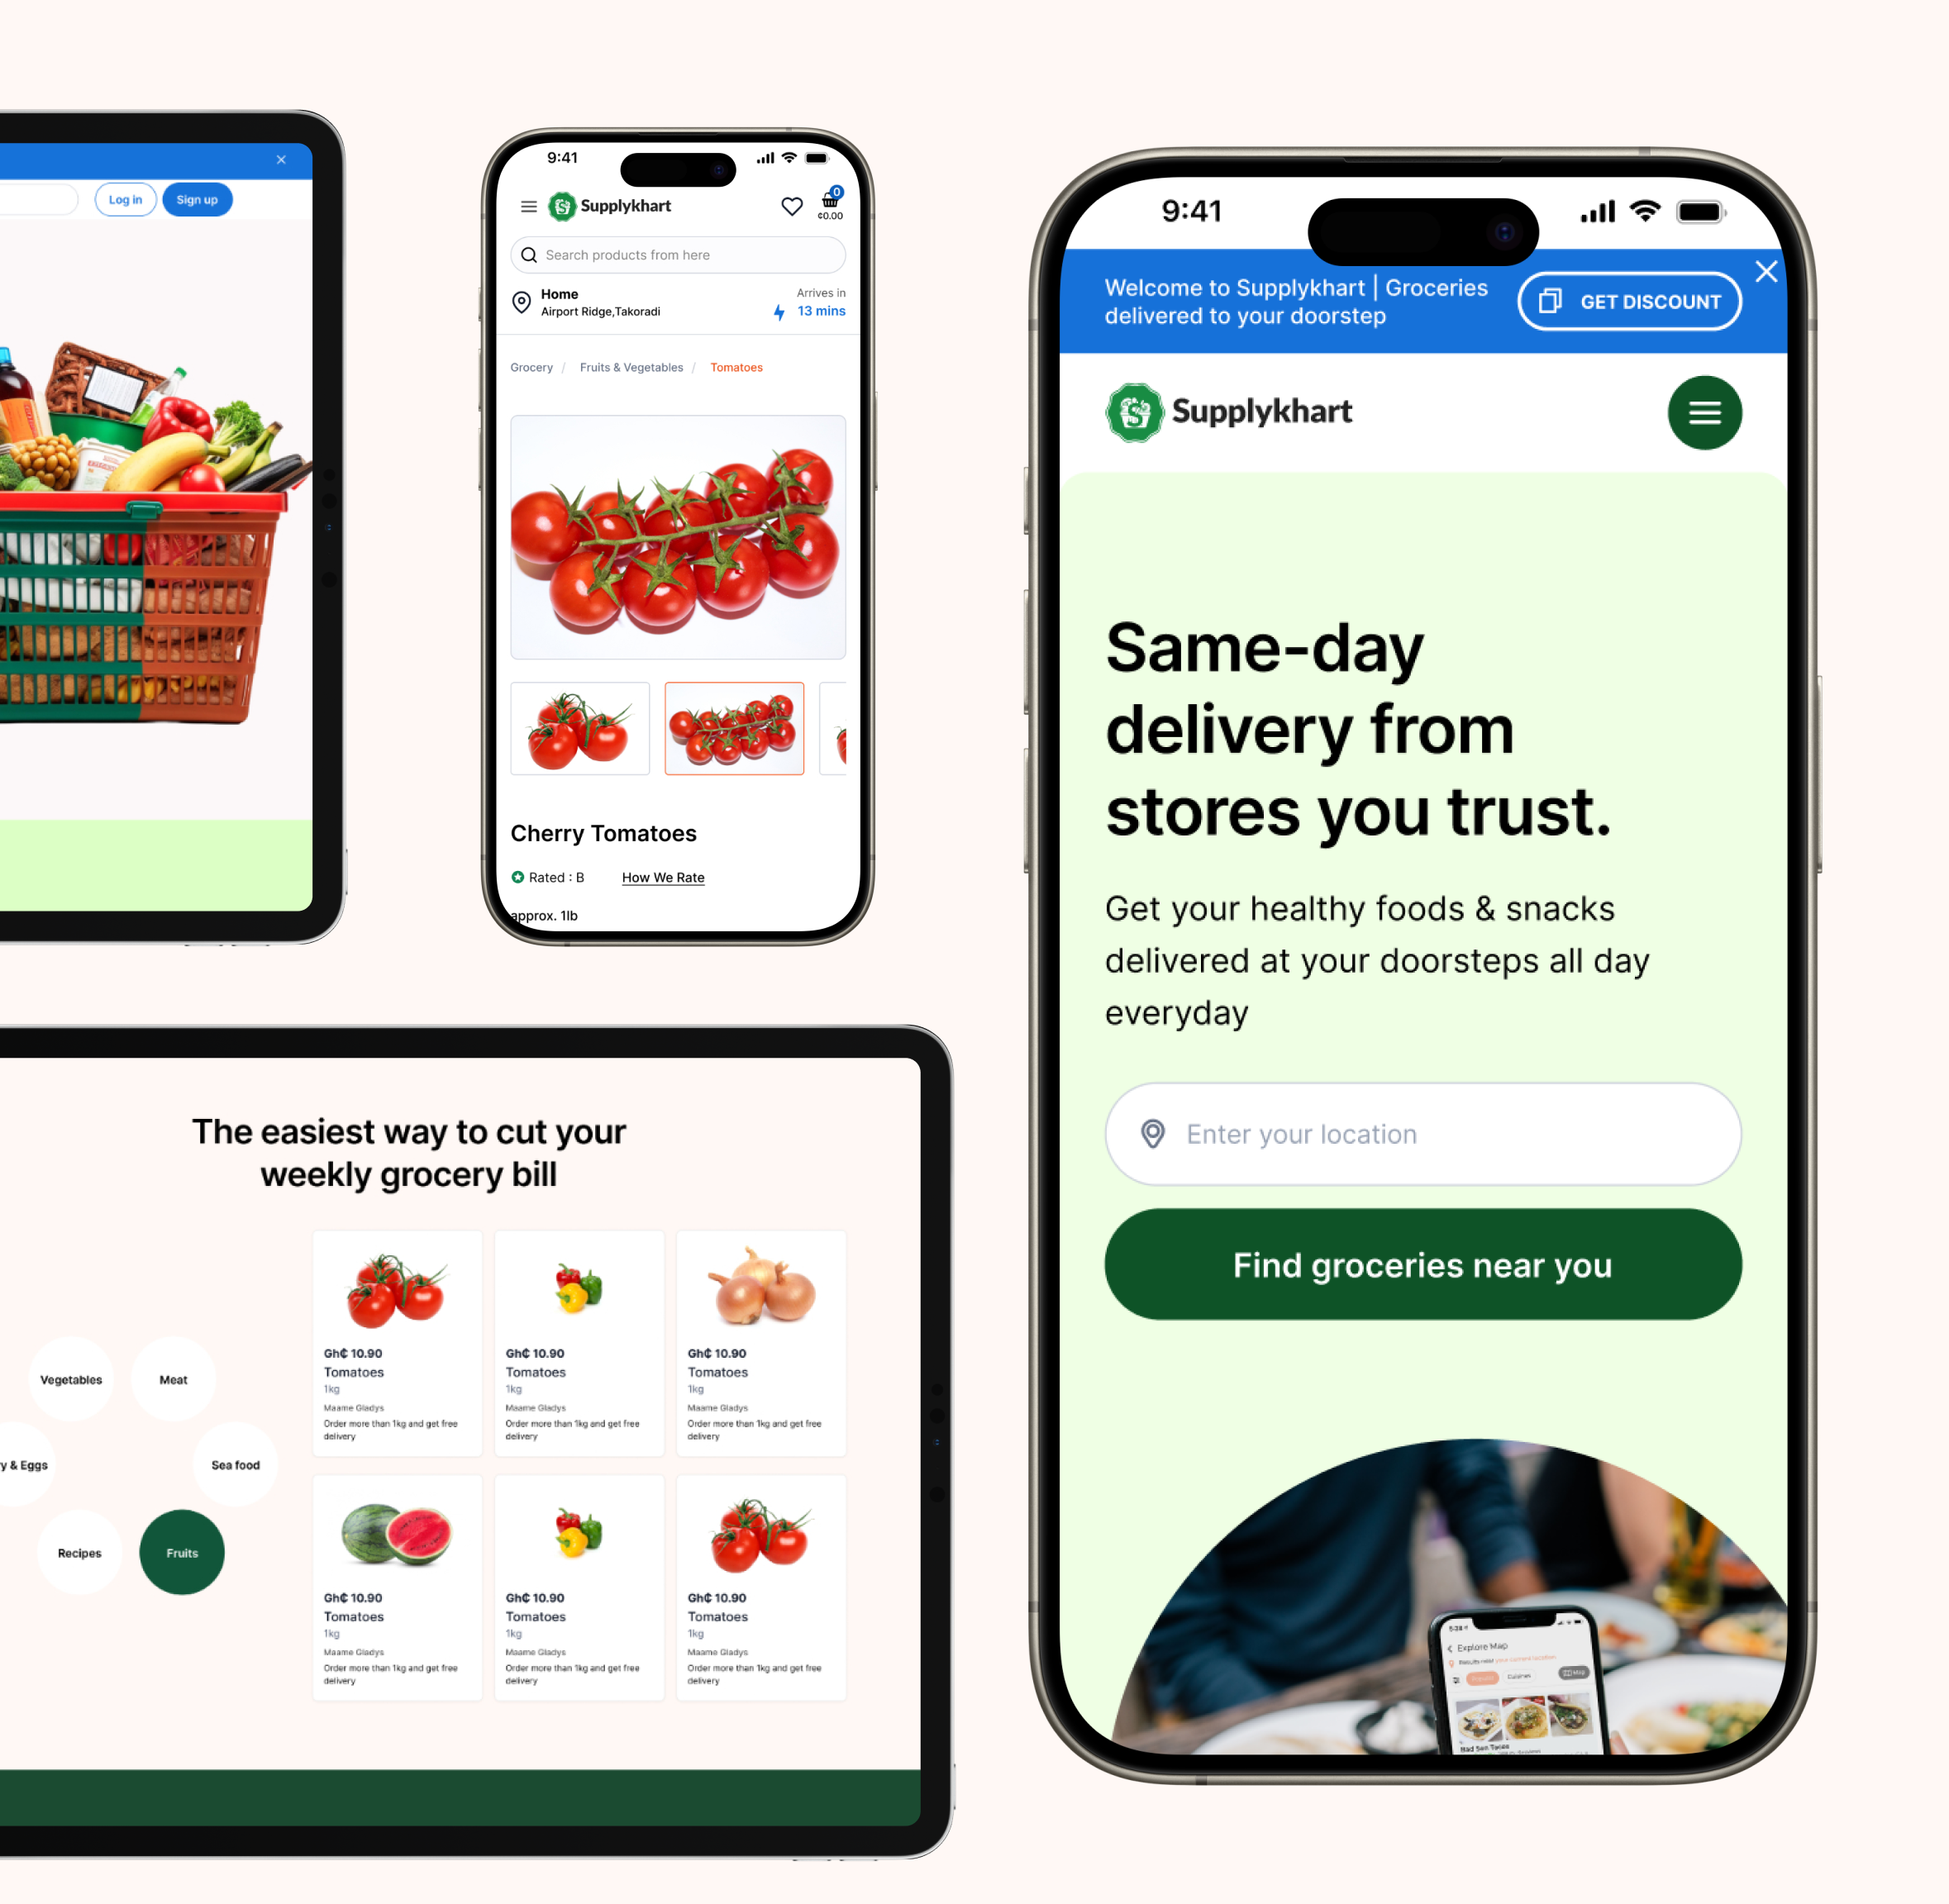 Log in
Sign up
9:41
Supplykhart
0
¢0.00
Search products from here
Home
Airport Ridge,Takoradi
Arrives in
13 mins
Grocery / Fruits & Vegetables / Tomatoes
Cherry Tomatoes
Rated : B
How We Rate
approx. 1lb
9:41
Welcome to Supplykhart | Groceries
delivered to your doorstep
GET DISCOUNT
Supplykhart
Same-day
delivery from
stores you trust.
Get your healthy foods & snacks
delivered at your doorsteps all day
everyday
Enter your location
Find groceries near you
Explore Map
Results near your current location
Cuisines
Map
The easiest way to cut your
weekly grocery bill
Vegetables
Meat
y & Eggs
Sea food
Recipes
Fruits
Gh₵ 10.90
Tomatoes
1kg
Maame Gladys
Order more than 1kg and get free
delivery
Gh₵ 10.90
Tomatoes
1kg
Maame Gladys
Order more than 1kg and get free
delivery
Gh₵ 10.90
Tomatoes
1kg
Maame Gladys
Order more than 1kg and get free
delivery
Gh₵ 10.90
Tomatoes
1kg
Maame Gladys
Order more than 1kg and get free
delivery
Gh₵ 10.90
Tomatoes
1kg
Maame Gladys
Order more than 1kg and get free
delivery
Gh₵ 10.90
Tomatoes
1kg
Maame Gladys
Order more than 1kg and get free
delivery